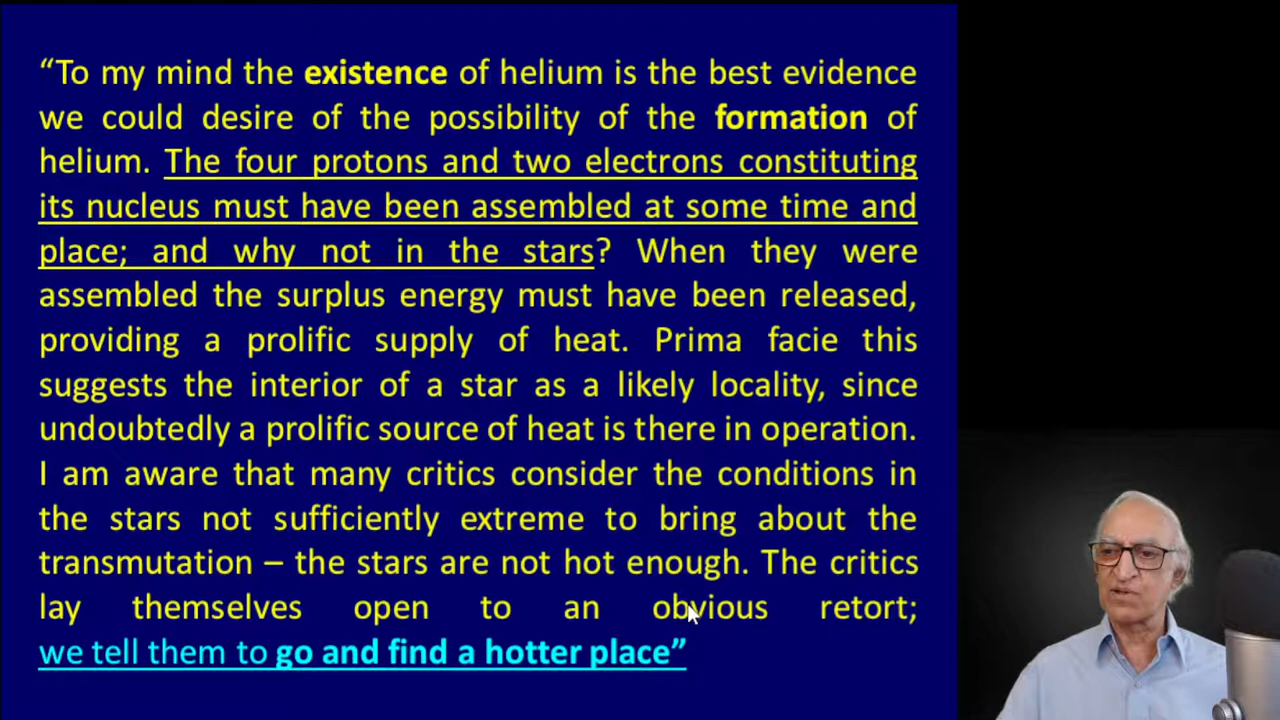 “To my mind the existence of helium is the best evidence
we could desire of the possibility of the formation of
helium. The four protons and two electrons constituting
its nucleus must have been assembled at some time and
place; and why not in the stars? When they were
assembled the surplus energy must have been released,
providing a prolific supply of heat. Prima facie this
suggests the interior of a star as a likely locality, since
undoubtedly a prolific source of heat is there in operation.
I am aware that many critics consider the conditions in
the stars not sufficiently extreme to bring about the
transmutation – the stars are not hot enough. The critics
lay themselves open to an obvious retort;
we tell them to go and find a hotter place”